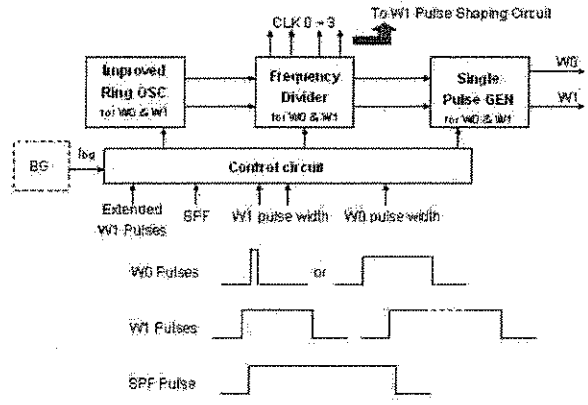 CLK 0 → 3
To W1 Pulse Shaping Circuit
Improved
Ring OSC
for W0 & W1
Frequency
Divider
for W0 & W1
Single
Pulse GEN
for W0 & W1
W0
W1
BG
Ibg
Control circuit
Extended
W1 Pulses
SPF
W1 pulse width
W0 pulse width
W0 Pulses
or
W1 Pulses
SPF Pulse